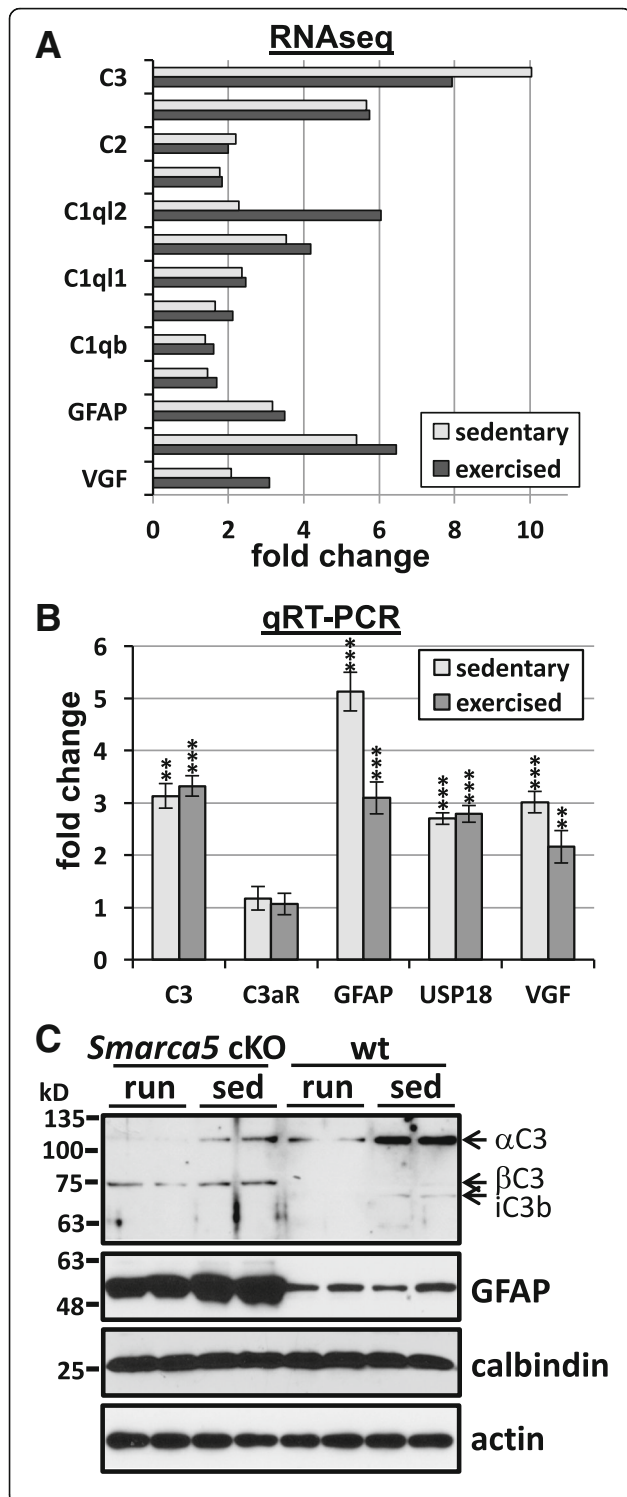 A
RNAseq
C3
C2
C1ql2
C1ql1
C1qb
GFAP
VGF
sedentary
exercised
0 2 4 6 8 10
fold change
B
qRT-PCR
sedentary
exercised
fold change
6
5
4
3
2
1
0
** *** *** *** *** *** *** **
C3 C3aR GFAP USP18 VGF
C
Smarca5 cKO wt
kD run sed run sed
135
100
75
63
αC3
βC3
iC3b
63
48
GFAP
25
calbindin
actin